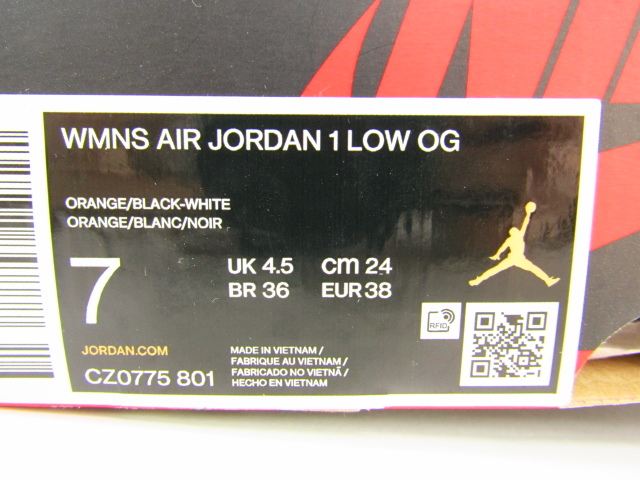 WMNS AIR JORDAN 1 LOW OG
ORANGE/BLACK-WHITE
ORANGE/BLANC/NOIR
7
UK 4.5 cm 24
BR 36 EUR 38
RFID
JORDAN.COM
CZ0775 801
MADE IN VIETNAM /
FABRIQUE AU VIETNAM /
FABRICADO NO VIETNÃ /
HECHO EN VIETNAM